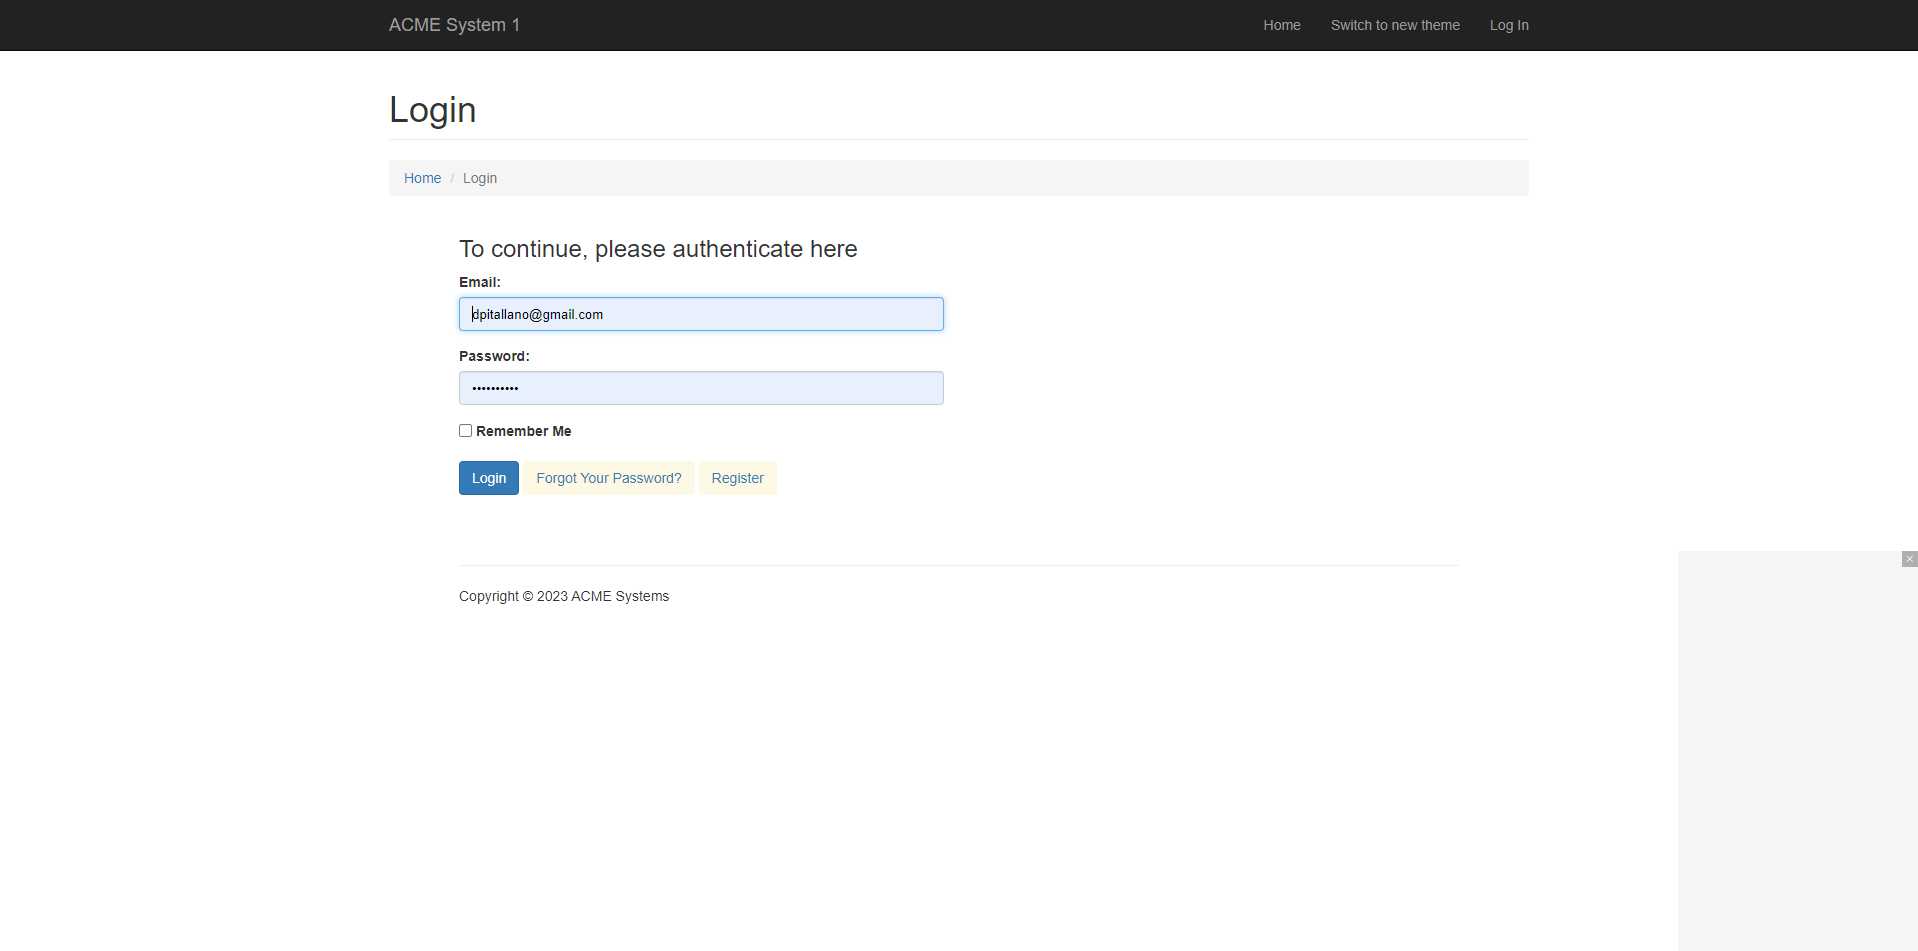 ACME System 1 Home Switch to new theme Log In
Login
Home / Login
To continue, please authenticate here
Email:
dpitallano@gmail.com
Password:
••••••••••
Remember Me
Login Forgot Your Password? Register
Copyright © 2023 ACME Systems